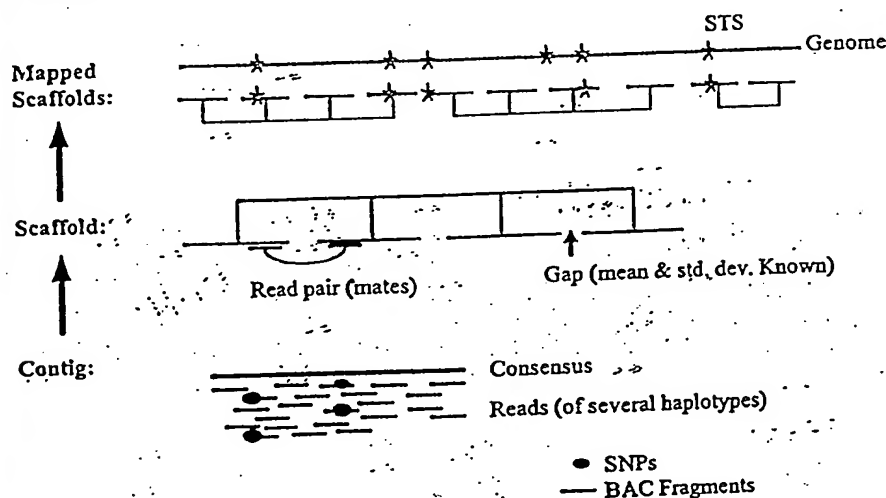 STS
Genome
Mapped
Scaffolds:
Scaffold:
Read pair (mates)
Gap (mean & std. dev. Known)
Contig:
Consensus
Reads (of several haplotypes)
SNPs
BAC Fragments